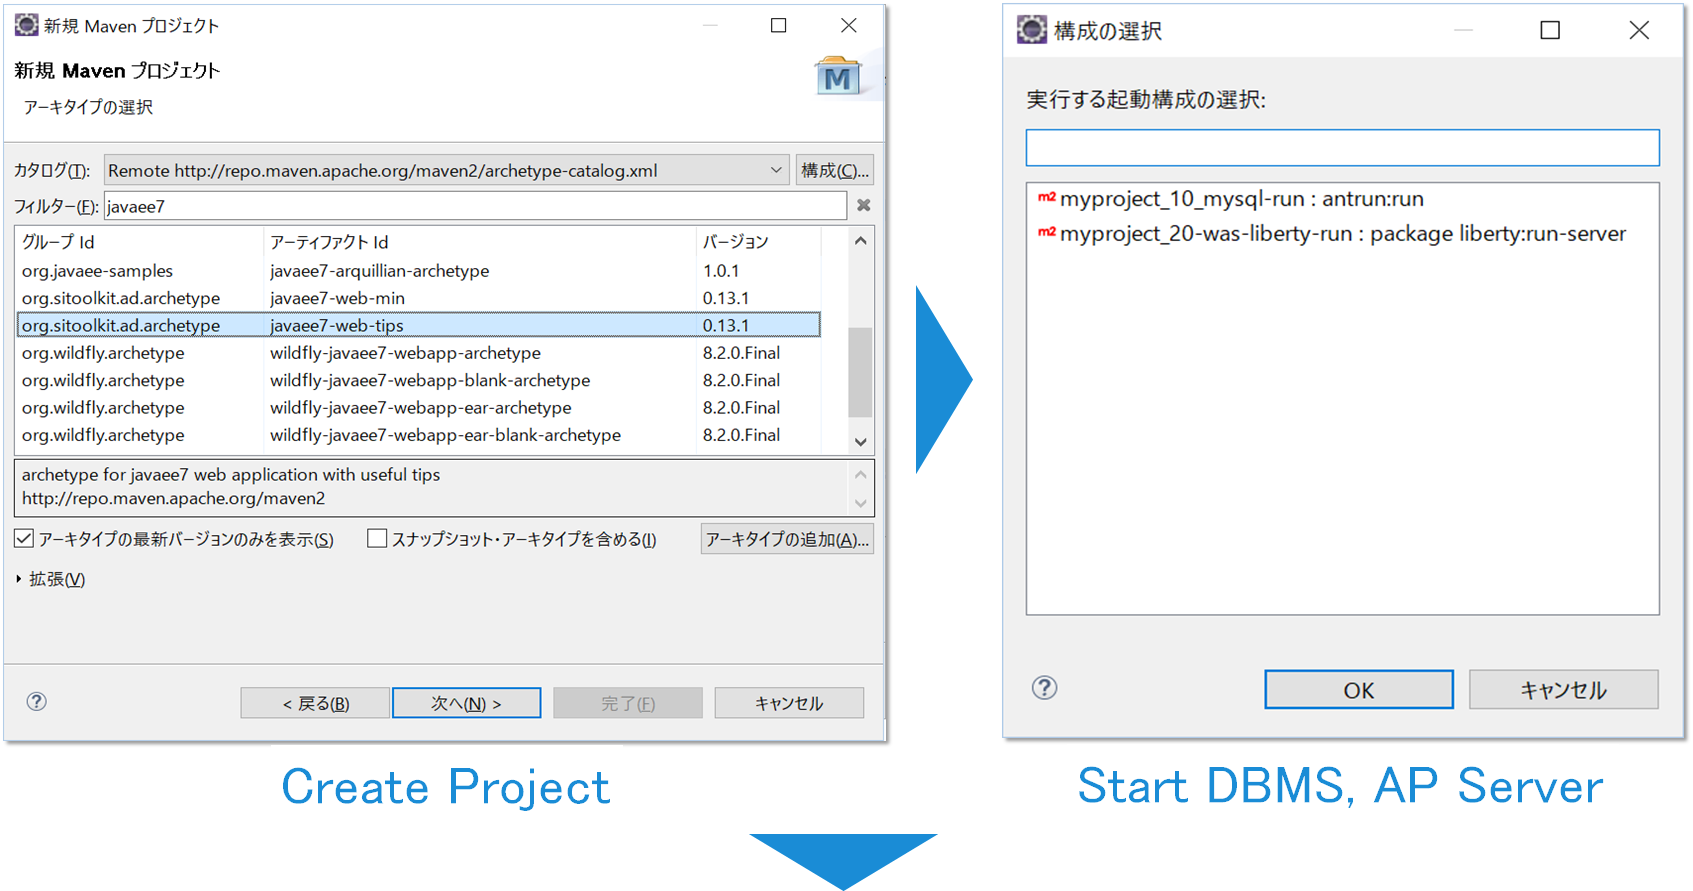 新規 Maven プロジェクト
新規 Maven プロジェクト
アーキタイプの選択
カタログ(T): Remote http://repo.maven.apache.org/maven2/archetype-catalog.xml 構成(C)...
フィルター(F): javaee7
グループ Id アーティファクト Id バージョン
org.javaee-samples javaee7-arquillian-archetype 1.0.1
org.sitoolkit.ad.archetype javaee7-web-min 0.13.1
org.sitoolkit.ad.archetype javaee7-web-tips 0.13.1
org.wildfly.archetype wildfly-javaee7-webapp-archetype 8.2.0.Final
org.wildfly.archetype wildfly-javaee7-webapp-blank-archetype 8.2.0.Final
org.wildfly.archetype wildfly-javaee7-webapp-ear-archetype 8.2.0.Final
org.wildfly.archetype wildfly-javaee7-webapp-ear-blank-archetype 8.2.0.Final
archetype for javaee7 web application with useful tips
http://repo.maven.apache.org/maven2
アーキタイプの最新バージョンのみを表示(S) スナップショット・アーキタイプを含める(I) アーキタイプの追加(A)...
拡張(V)
< 戻る(B) 次へ(N) > 完了(F) キャンセル
Create Project
構成の選択
実行する起動構成の選択:
m2 myproject_10_mysql-run : antrun:run
m2 myproject_20-was-liberty-run : package liberty:run-server
OK キャンセル
Start DBMS, AP Server